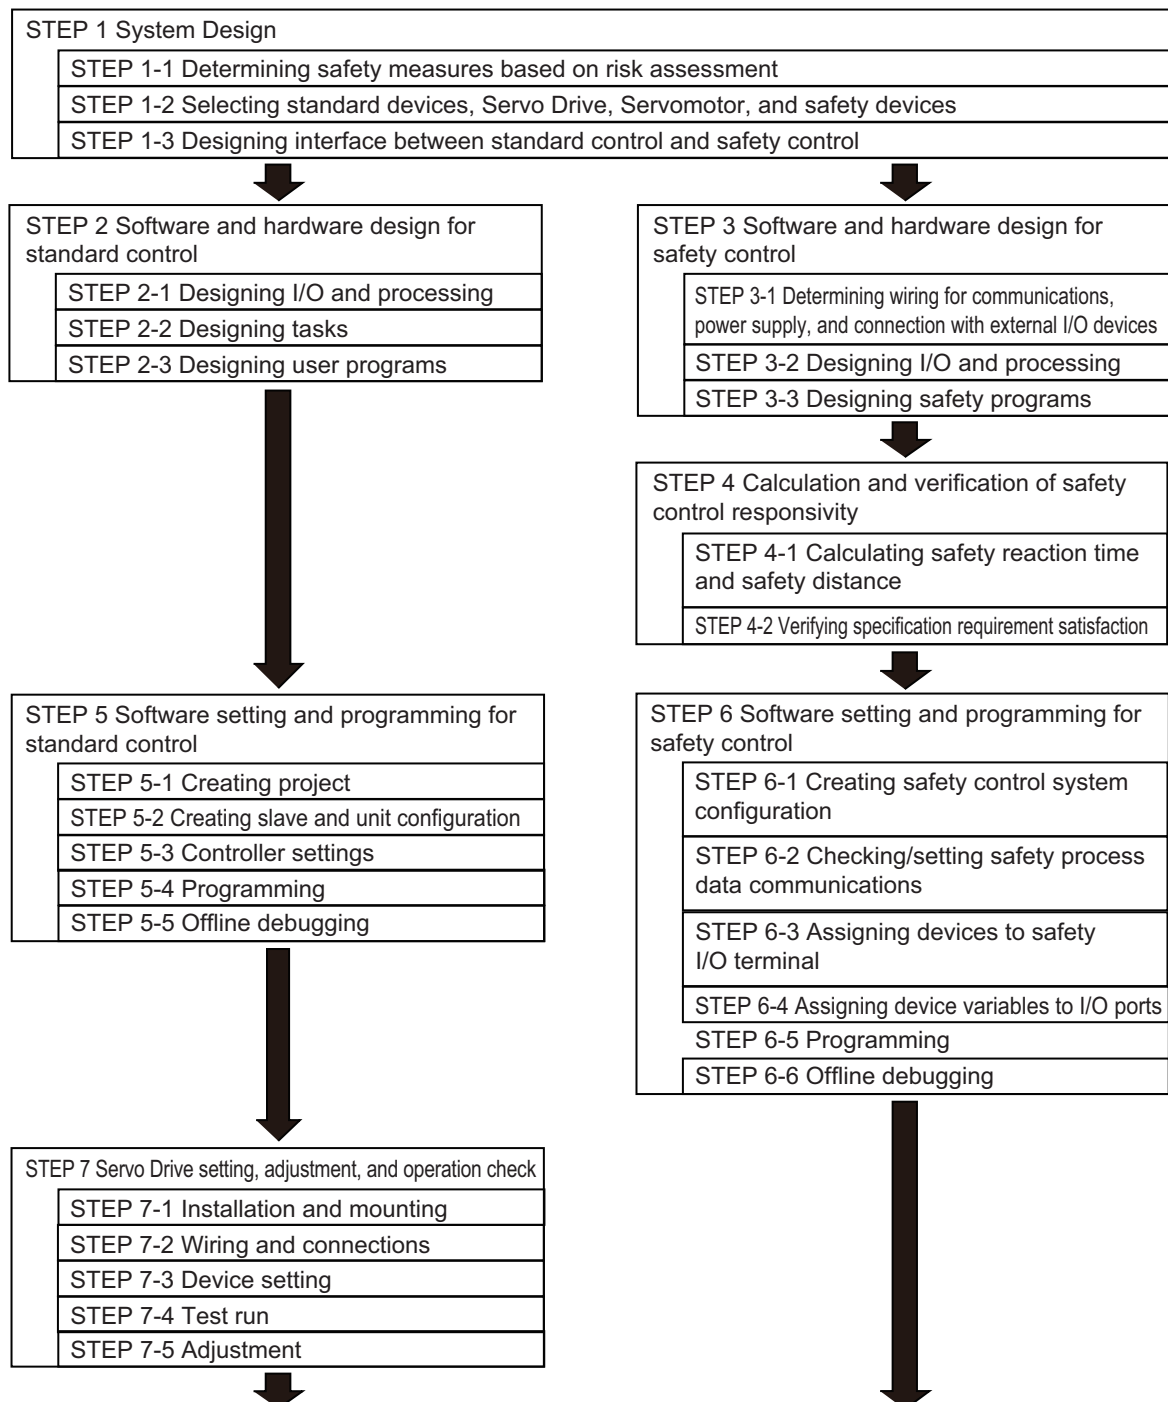 STEP 1 System Design
STEP 1-1 Determining safety measures based on risk assessment
STEP 1-2 Selecting standard devices, Servo Drive, Servomotor, and safety devices
STEP 1-3 Designing interface between standard control and safety control
STEP 2 Software and hardware design for
standard control
STEP 2-1 Designing I/O and processing
STEP 2-2 Designing tasks
STEP 2-3 Designing user programs
STEP 3 Software and hardware design for
safety control
STEP 3-1 Determining wiring for communications,
power supply, and connection with external I/O devices
STEP 3-2 Designing I/O and processing
STEP 3-3 Designing safety programs
STEP 4 Calculation and verification of safety
control responsivity
STEP 4-1 Calculating safety reaction time
and safety distance
STEP 4-2 Verifying specification requirement satisfaction
STEP 5 Software setting and programming for
standard control
STEP 5-1 Creating project
STEP 5-2 Creating slave and unit configuration
STEP 5-3 Controller settings
STEP 5-4 Programming
STEP 5-5 Offline debugging
STEP 6 Software setting and programming for
safety control
STEP 6-1 Creating safety control system
configuration
STEP 6-2 Checking/setting safety process
data communications
STEP 6-3 Assigning devices to safety
I/O terminal
STEP 6-4 Assigning device variables to I/O ports
STEP 6-5 Programming
STEP 6-6 Offline debugging
STEP 7 Servo Drive setting, adjustment, and operation check
STEP 7-1 Installation and mounting
STEP 7-2 Wiring and connections
STEP 7-3 Device setting
STEP 7-4 Test run
STEP 7-5 Adjustment